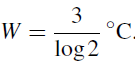 W = 3 / log 2 °C.